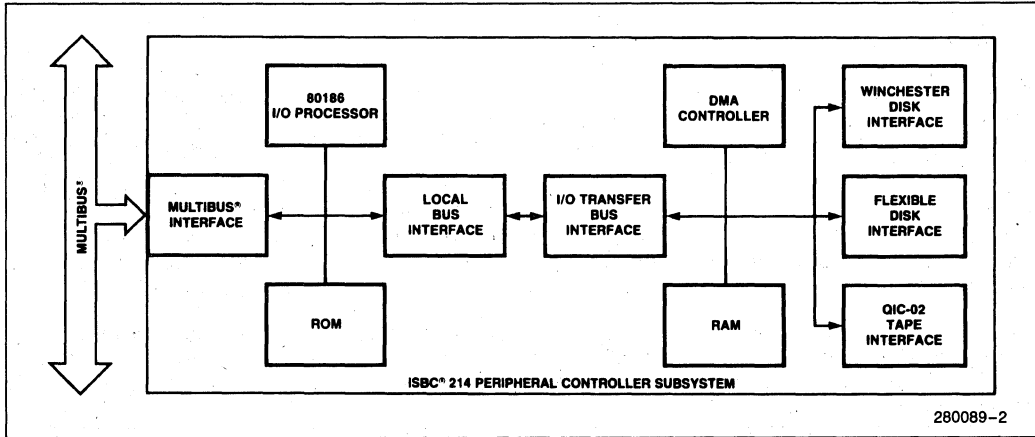 MULTIBUS®
80186
I/O PROCESSOR
DMA
CONTROLLER
WINCHESTER
DISK
INTERFACE
MULTIBUS®
INTERFACE
LOCAL
BUS
INTERFACE
I/O TRANSFER
BUS
INTERFACE
FLEXIBLE
DISK
INTERFACE
ROM
RAM
QIC-02
TAPE
INTERFACE
ISBC® 214 PERIPHERAL CONTROLLER SUBSYSTEM
280089–2